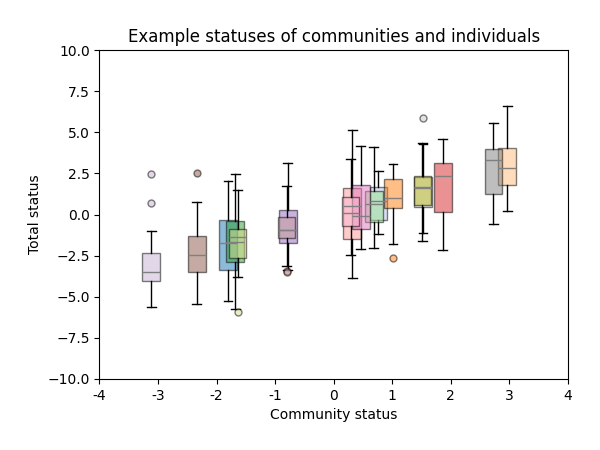 Example statuses of communities and individuals
10.0
7.5
5.0
2.5
0.0
−2.5
−5.0
−7.5
−10.0
Total status
-4 -3 -2 -1 0 1 2 3 4
Community status